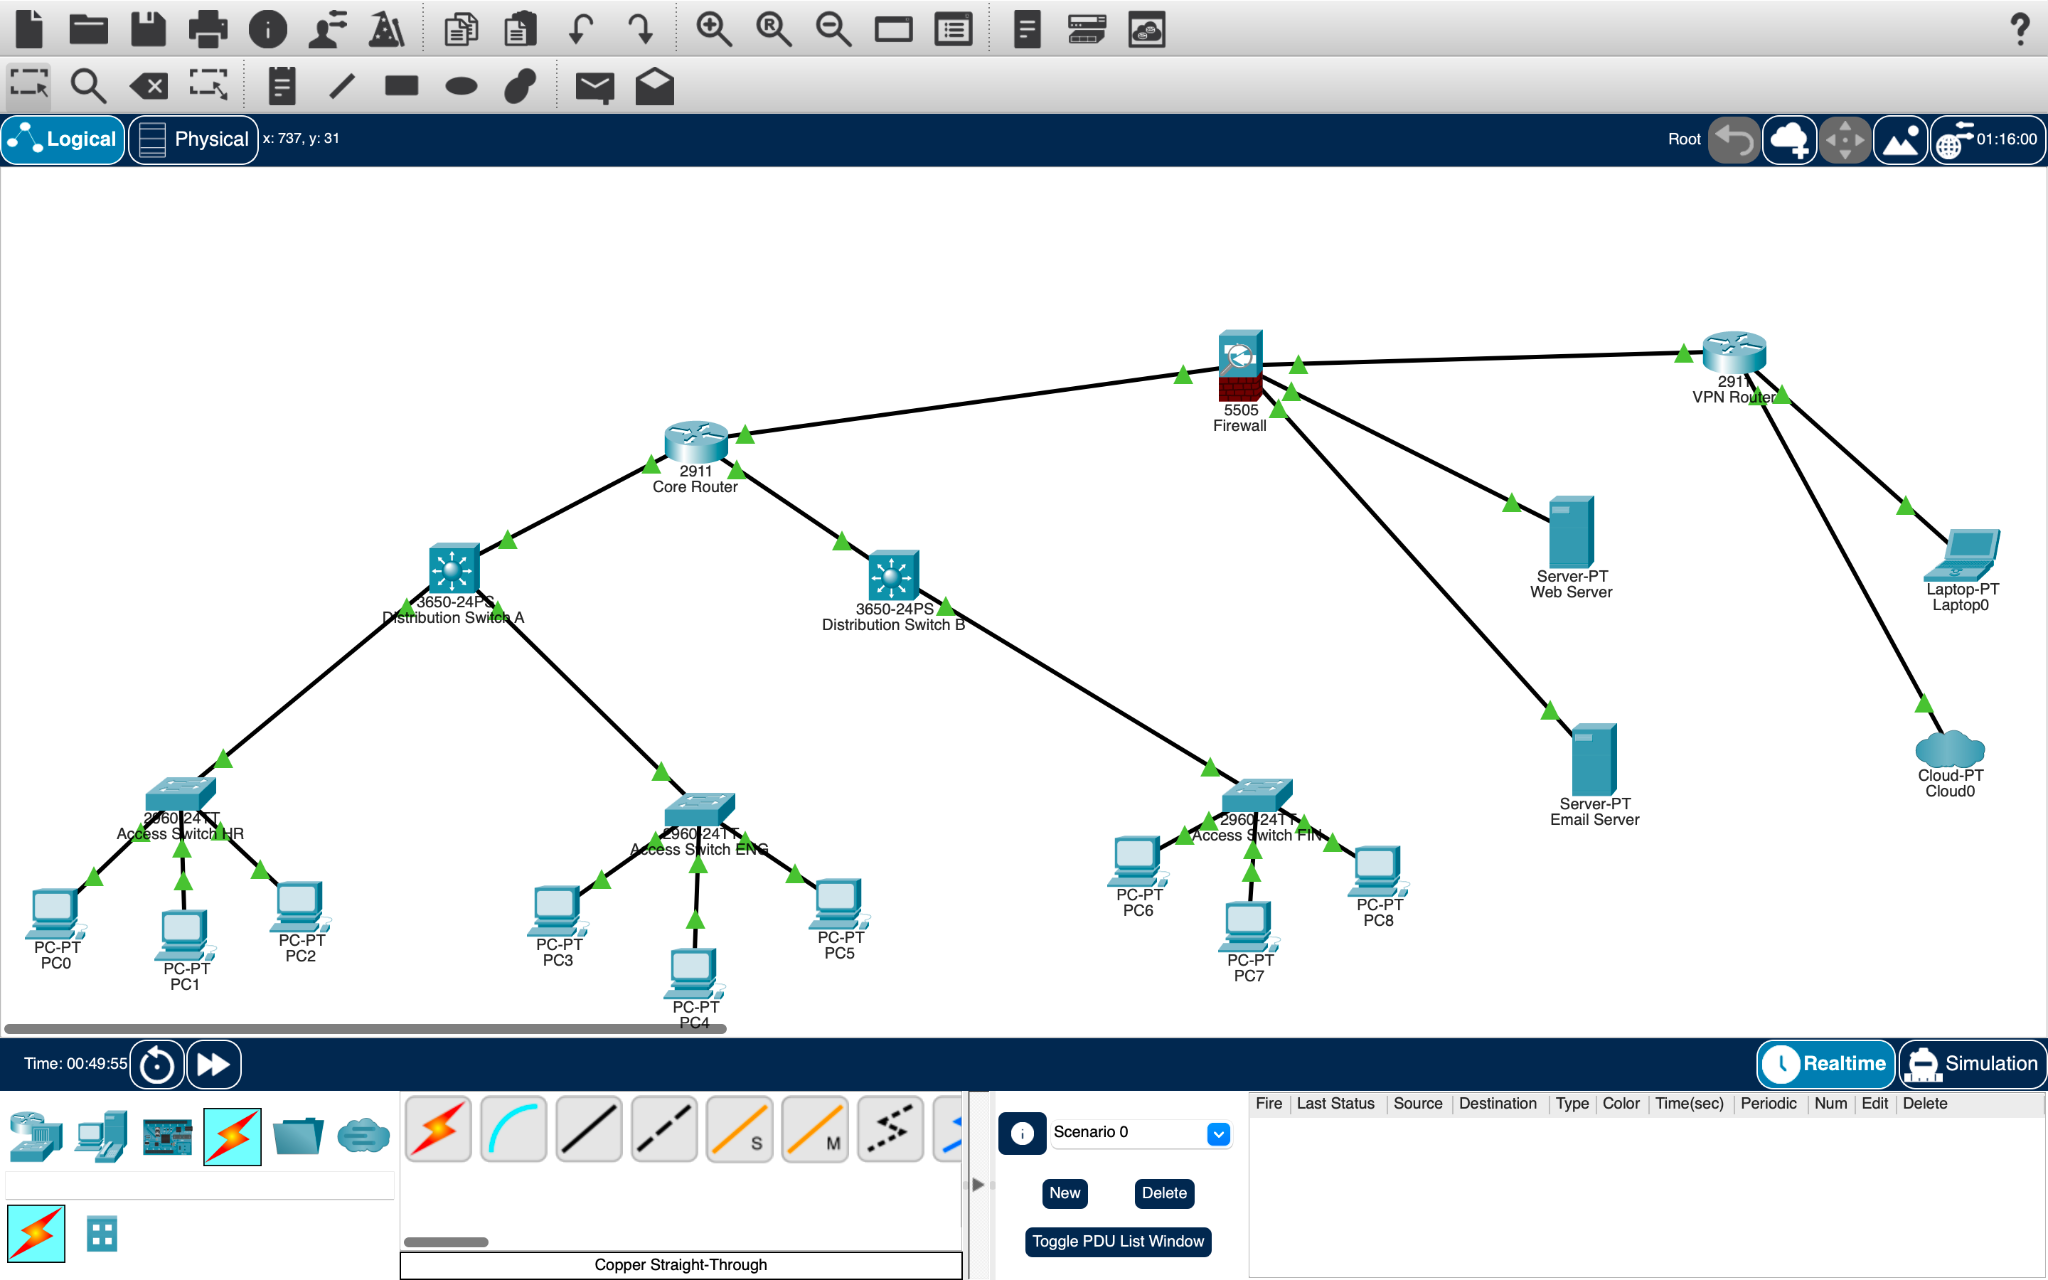 Logical
Physical
x: 737, y: 31
Root
01:16:00
5505
Firewall
2911
VPN Router
2911
Core Router
3650-24PS
Distribution Switch A
3650-24PS
Distribution Switch B
Server-PT
Web Server
Laptop-PT
Laptop0
Server-PT
Email Server
Cloud-PT
Cloud0
2960-24TT
Access Switch HR
2960-24TT
Access Switch ENG
2960-24TT
Access Switch FIN
PC-PT
PC0
PC-PT
PC1
PC-PT
PC2
PC-PT
PC3
PC-PT
PC4
PC-PT
PC5
PC-PT
PC6
PC-PT
PC7
PC-PT
PC8
Time: 00:49:55
Realtime
Simulation
S
M
Scenario 0
New
Delete
Toggle PDU List Window
Fire Last Status Source Destination Type Color Time(sec) Periodic Num Edit Delete
Copper Straight-Through